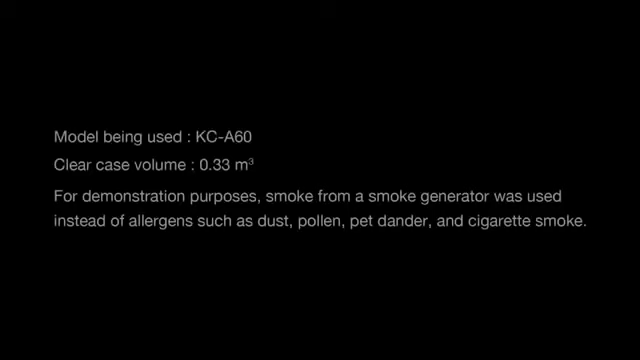 Model being used : KC-A60
Clear case volume : 0.33 m³
For demonstration purposes, smoke from a smoke generator was used
instead of allergens such as dust, pollen, pet dander, and cigarette smoke.